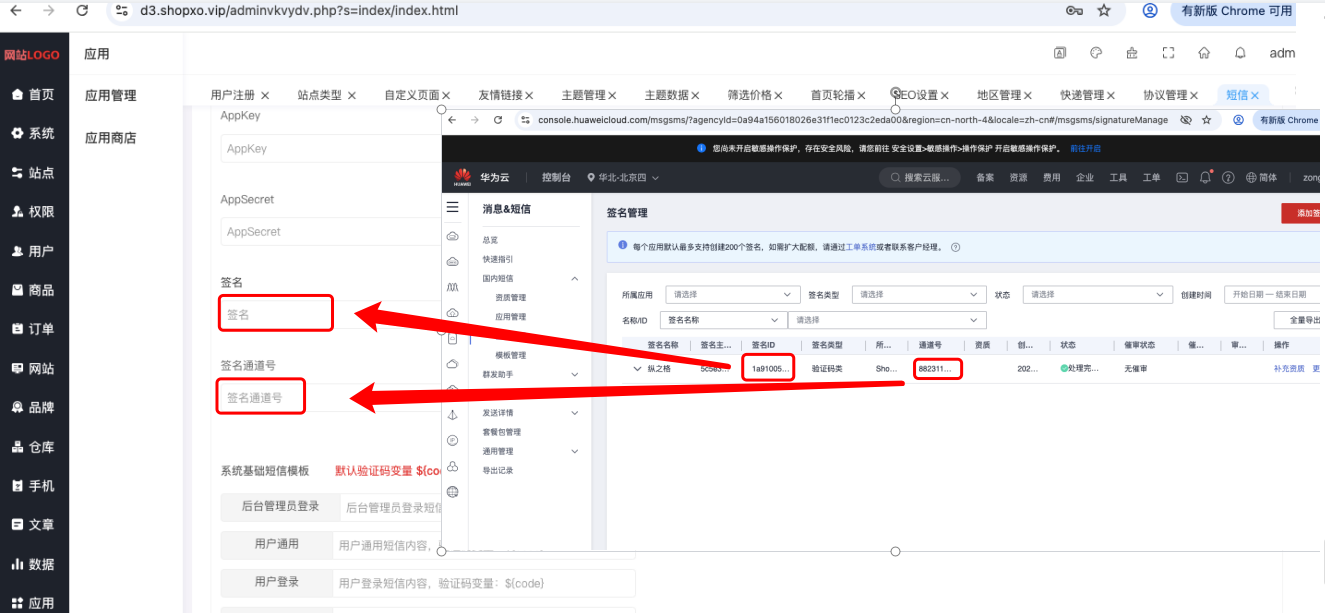 d3.shopxo.vip/adminvkvydv.php?s=index/index.html
有新版 Chrome 可用
网站LOGO
应用
adm
首页
系统
站点
权限
用户
商品
订单
网站
品牌
仓库
手机
文章
数据
应用
应用管理
应用商店
用户注册 ×
站点类型 ×
自定义页面 ×
友情链接 ×
主题管理 ×
主题数据 ×
筛选价格 ×
首页轮播 ×
SEO设置 ×
地区管理 ×
快递管理 ×
协议管理 ×
短信 ×
AppKey
AppKey
AppSecret
AppSecret
签名
签名
签名通道号
签名通道号
系统基础短信模板
默认验证码变量 ${co
后台管理员登录
后台管理员登录短信
用户通用
用户通用短信内容,
用户登录
用户登录短信内容, 验证码变量: ${code}
console.huaweicloud.com/msgsms/?agencyId=0a94a156018026e31f1ec0123c2eda00&region=cn-north-4&locale=zh-cn#/msgsms/signatureManage
有新版 Chrome
您尚未开启敏感操作保护，存在安全风险，请您前往 安全设置>敏感操作>操作保护 开启敏感操作保护。 前往开启
HUAWEI
华为云
控制台
华北-北京四
搜索云服...
备案
资源
费用
企业
工具
工单
简体
zon
消息&短信
总览
快速指引
国内短信
资质管理
应用管理
模板管理
群发助手
发送详情
套餐包管理
通用管理
导出记录
签名管理
添加签
每个应用默认最多支持创建200个签名，如需扩大配额，请通过工单系统或者联系客户经理。
所属应用
请选择
签名类型
请选择
状态
请选择
创建时间
开始日期 — 结束日期
名称/ID
签名名称
请选择
全量导出
签名名称
签名主...
签名ID
签名类型
所...
通道号
资质
创...
状态
催审状态
催...
审...
操作
纵之格
5c583...
1a91005...
验证码类
Sho...
882311...
202...
处理完...
无催审
补充资质
更